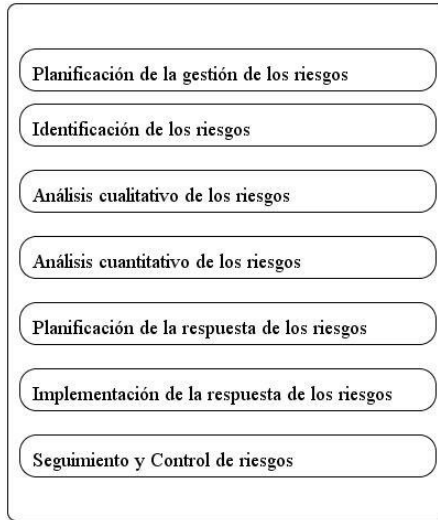 Planificación de la gestión de los riesgos
Identificación de los riesgos
Análisis cualitativo de los riesgos
Análisis cuantitativo de los riesgos
Planificación de la respuesta de los riesgos
Implementación de la respuesta de los riesgos
Seguimiento y Control de riesgos